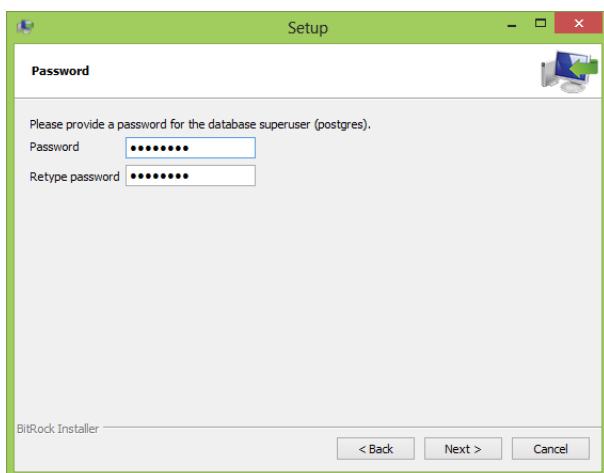 Setup
Password
Please provide a password for the database superuser (postgres).
Password ●●●●●●●●
Retype password ●●●●●●●●
BitRock Installer
< Back Next > Cancel